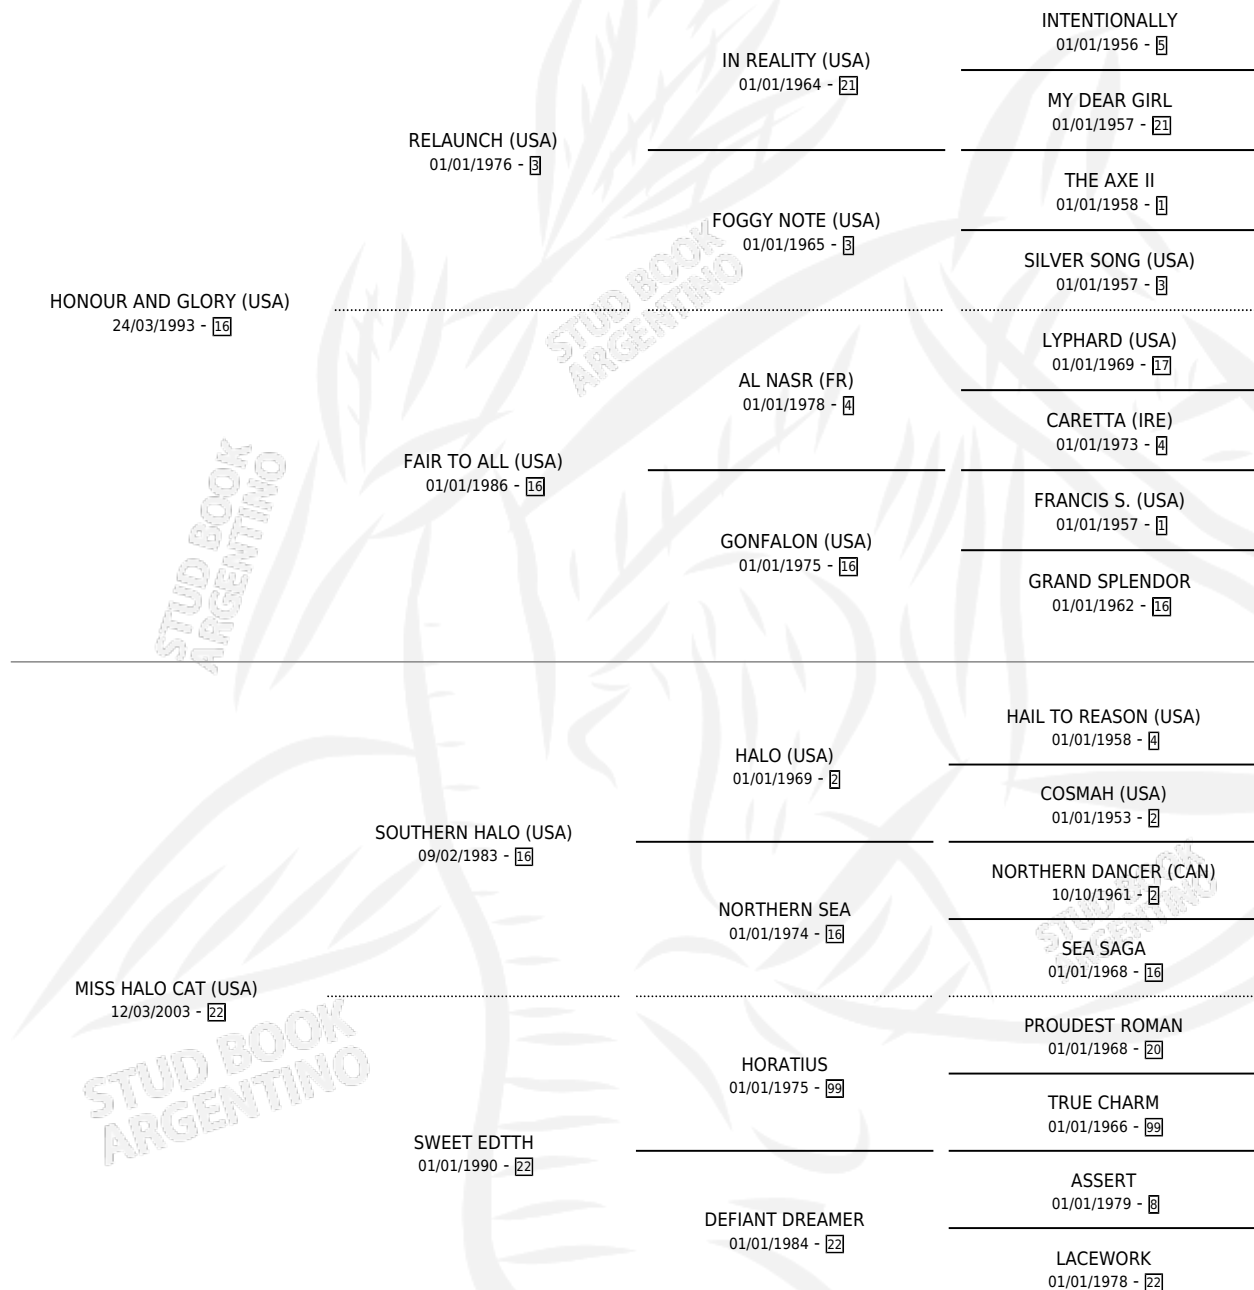 INTENTIONALLY
01/01/1956 - 5
IN REALITY (USA)
01/01/1964 - 21
MY DEAR GIRL
01/01/1957 - 21
RELAUNCH (USA)
01/01/1976 - 3
THE AXE II
01/01/1958 - 1
FOGGY NOTE (USA)
01/01/1965 - 3
SILVER SONG (USA)
01/01/1957 - 3
HONOUR AND GLORY (USA)
24/03/1993 - 16
LYPHARD (USA)
01/01/1969 - 17
AL NASR (FR)
01/01/1978 - 4
CARETTA (IRE)
01/01/1973 - 4
FAIR TO ALL (USA)
01/01/1986 - 16
FRANCIS S. (USA)
01/01/1957 - 1
GONFALON (USA)
01/01/1975 - 16
GRAND SPLENDOR
01/01/1962 - 16
HAIL TO REASON (USA)
01/01/1958 - 4
HALO (USA)
01/01/1969 - 2
COSMAH (USA)
01/01/1953 - 2
SOUTHERN HALO (USA)
09/02/1983 - 16
NORTHERN DANCER (CAN)
10/10/1961 - 2
NORTHERN SEA
01/01/1974 - 16
SEA SAGA
01/01/1968 - 16
MISS HALO CAT (USA)
12/03/2003 - 22
PROUDEST ROMAN
01/01/1968 - 20
HORATIUS
01/01/1975 - 99
TRUE CHARM
01/01/1966 - 99
SWEET EDTTH
01/01/1990 - 22
ASSERT
01/01/1979 - 8
DEFIANT DREAMER
01/01/1984 - 22
LACEWORK
01/01/1978 - 22
STUD BOOK
ARGENTINO
STUD BOOK
ARGENTINO
STUD BOOK
ARGENTINO
STUD BOOK
ARGENTINO